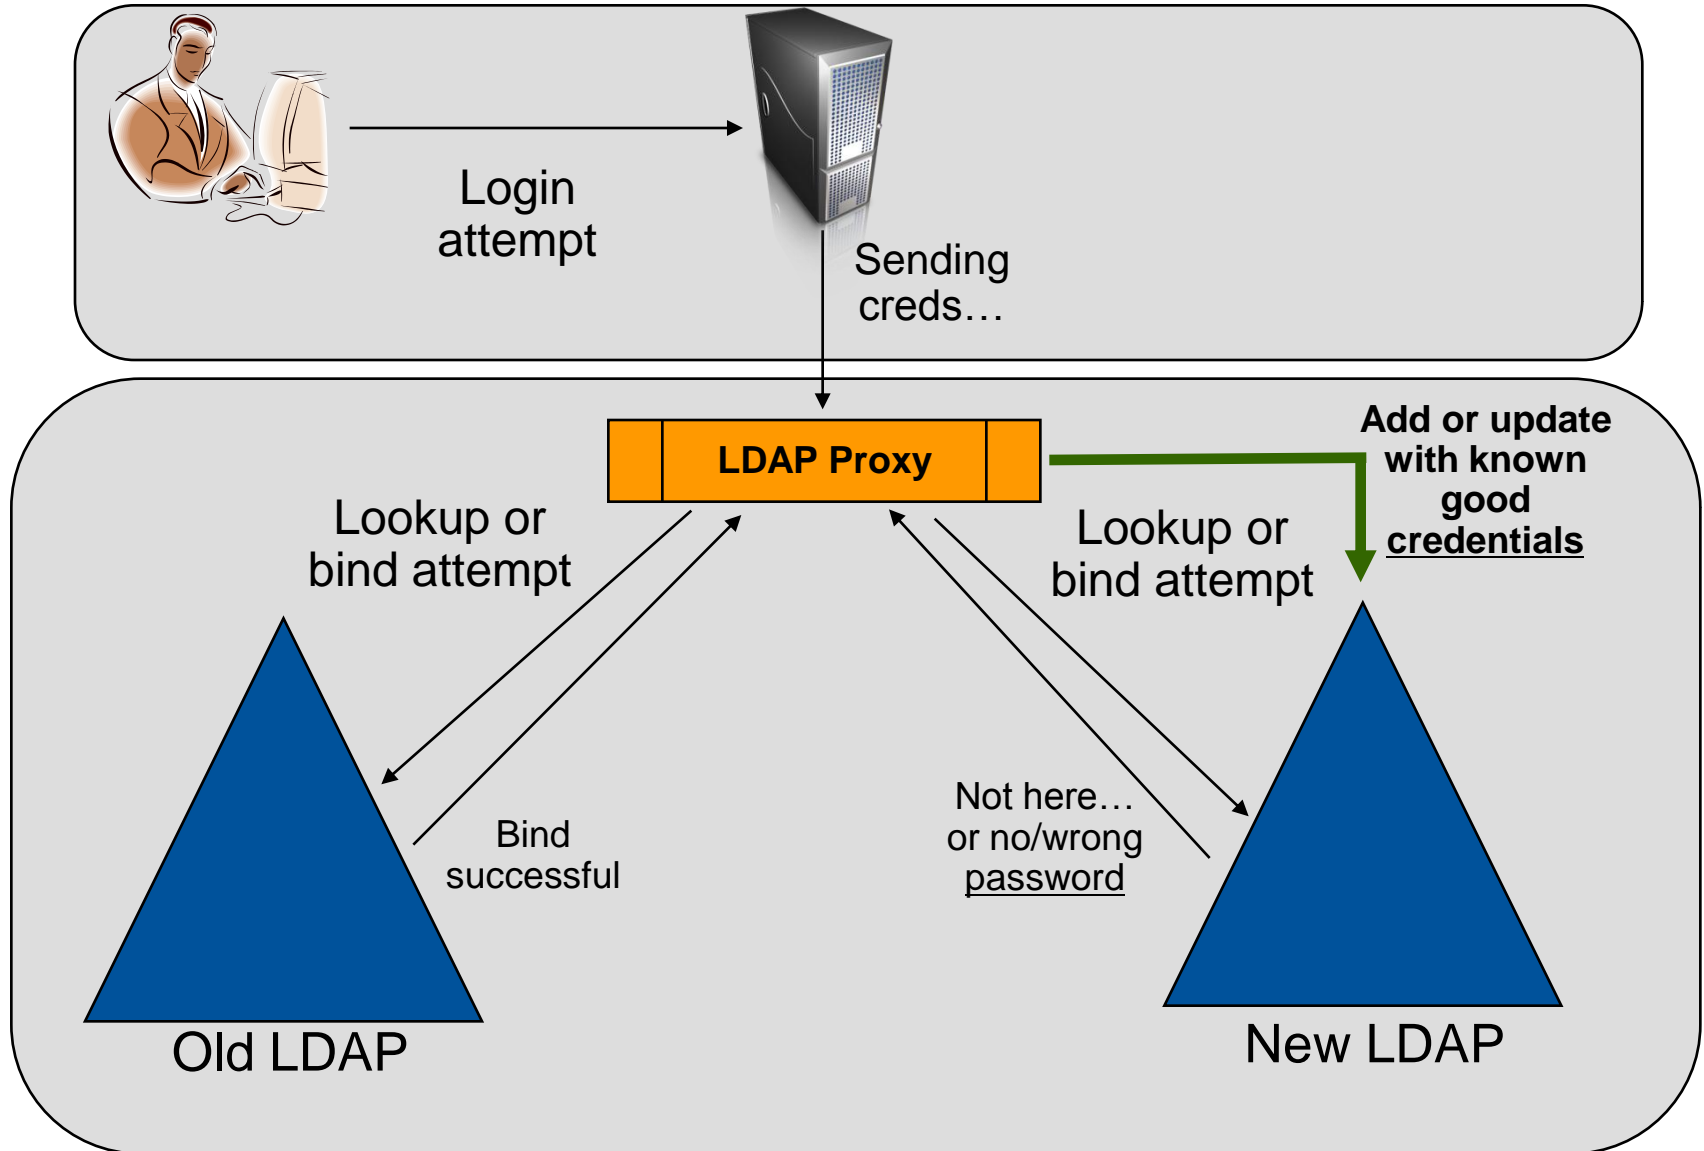 Login
attempt
Sending
creds…
LDAP Proxy
Add or update
with known
good
credentials
Lookup or
bind attempt
Lookup or
bind attempt
Bind
successful
Not here…
or no/wrong
password
Old LDAP
New LDAP